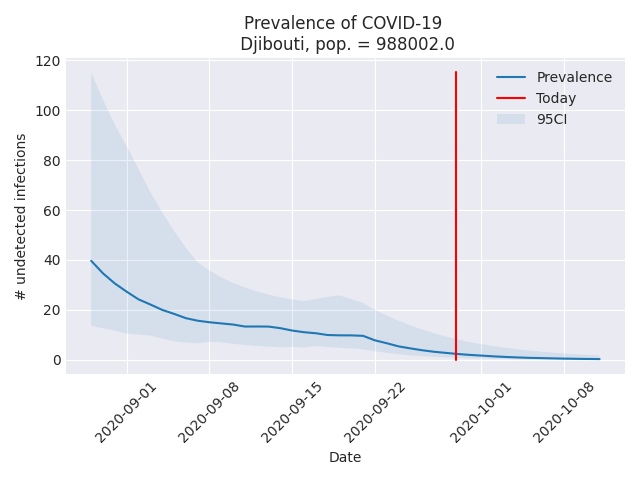 Prevalence of COVID-19
Djibouti, pop. = 988002.0
120
100
80
60
40
20
0
# undetected infections
Prevalence
Today
95CI
2020-09-01
2020-09-08
2020-09-15
2020-09-22
2020-10-01
2020-10-08
Date